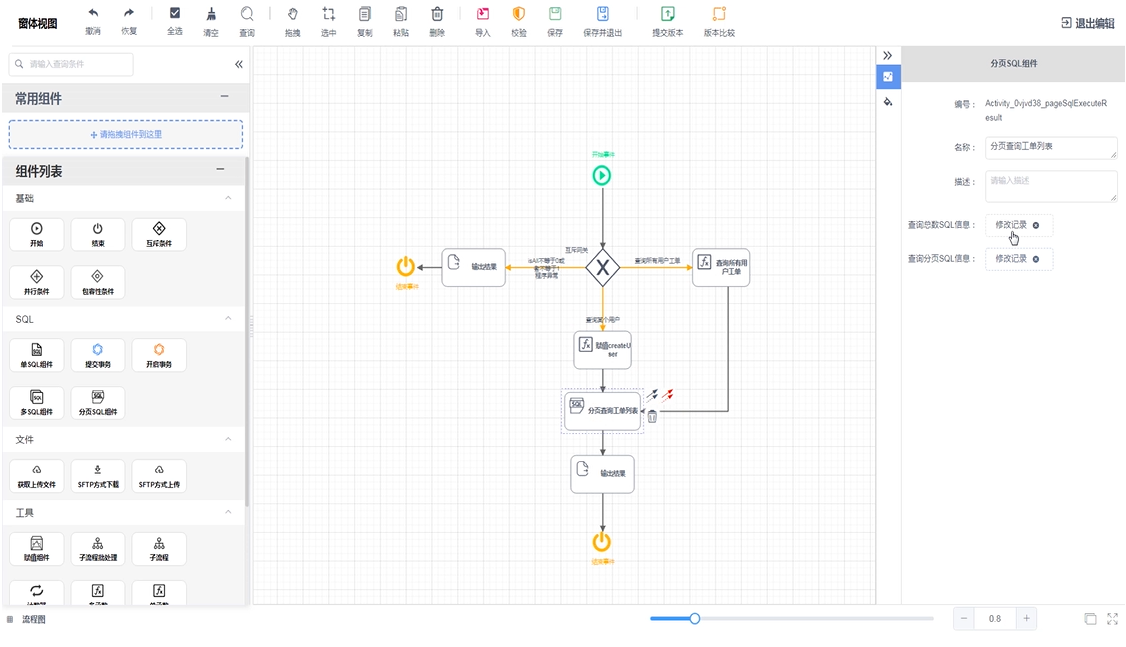 窗体视图
撤消
恢复
全选
清空
查询
拖拽
选中
复制
粘贴
删除
导入
校验
保存
保存并退出
提交版本
版本比较
退出编辑
请输入查询条件
常用组件
请拖拽组件到这里
组件列表
基础
开始
结束
互斥条件
并行条件
包容性条件
SQL
单SQL组件
提交事务
开启事务
多SQL组件
分页SQL组件
文件
获取上传文件
SFTP方式下载
SFTP方式上传
工具
赋值组件
子流程批处理
子流程
流程图
开始事件
互斥网关
isAll不等于0或
者不等于1
程序异常
查询所有用户工单
输出结果
结束事件
查询所有用
户工单
查询某个用户
赋值createU
ser
分页查询工单列表
输出结果
结束事件
0.8
分页SQL组件
编号：
Activity_0vjvd38_pageSqlExecuteR
esult
名称：
分页查询工单列表
描述：
请输入描述
查询总数SQL信息：
修改记录
查询分页SQL信息：
修改记录